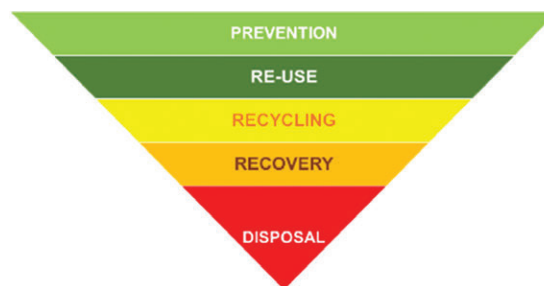 PREVENTION
RE-USE
RECYCLING
RECOVERY
DISPOSAL